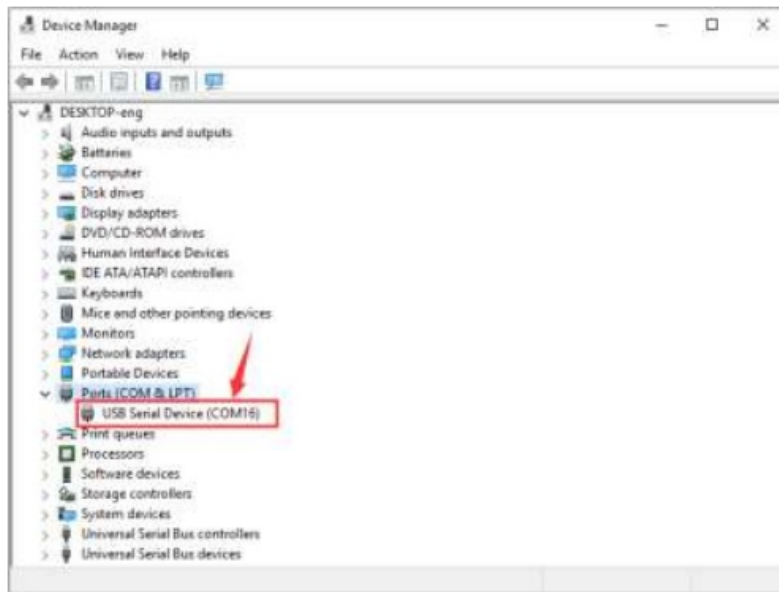 Device Manager
File Action View Help
DESKTOP-eng
Audio inputs and outputs
Batteries
Computer
Disk drives
Display adapters
DVD/CD-ROM drives
Human Interface Devices
IDE ATA/ATAPI controllers
Keyboards
Mice and other pointing devices
Monitors
Network adapters
Portable Devices
Ports (COM & LPT)
USB Serial Device (COM16)
Print queues
Processors
Software devices
Storage controllers
System devices
Universal Serial Bus controllers
Universal Serial Bus devices